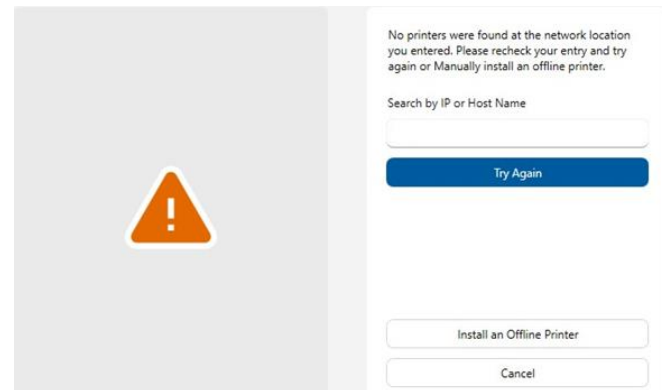 No printers were found at the network location
you entered. Please recheck your entry and try
again or Manually install an offline printer.
Search by IP or Host Name
Try Again
Install an Offline Printer
Cancel